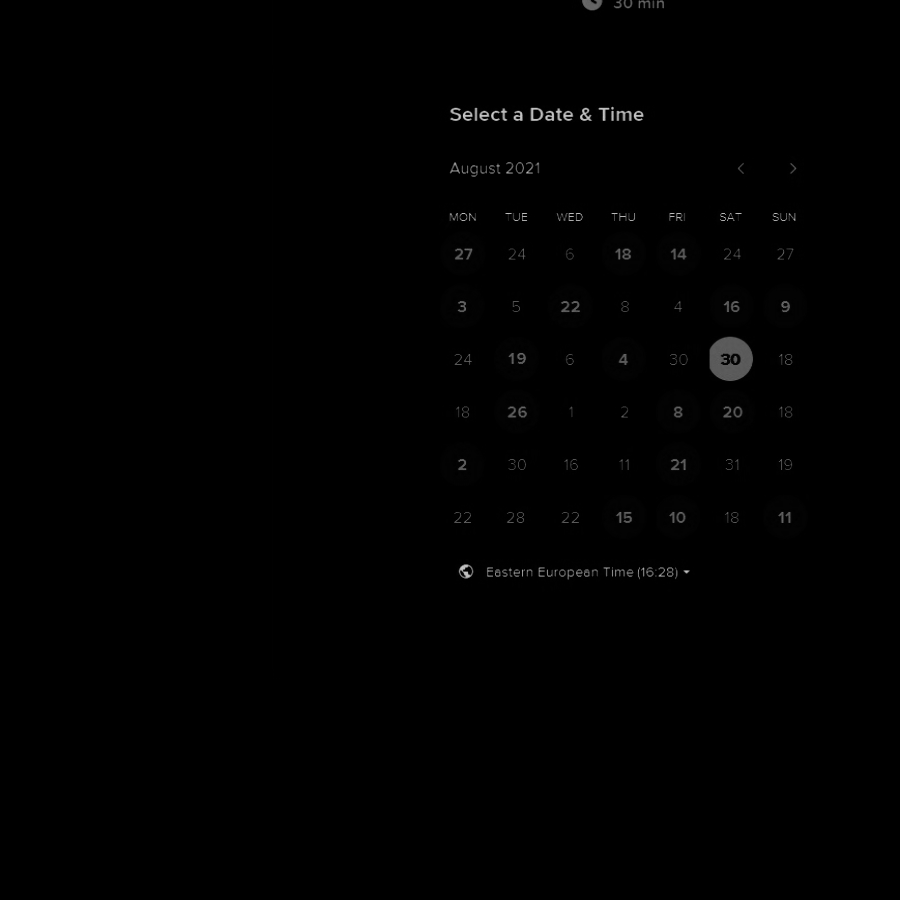 30 min
Select a Date & Time
August 2021
MON TUE WED THU FRI SAT SUN
27 24 6 18 14 24 27
3 5 22 8 4 16 9
24 19 6 4 30 30 18
18 26 1 2 8 20 18
2 30 16 11 21 31 19
22 28 22 15 10 18 11
Eastern European Time (16:28)